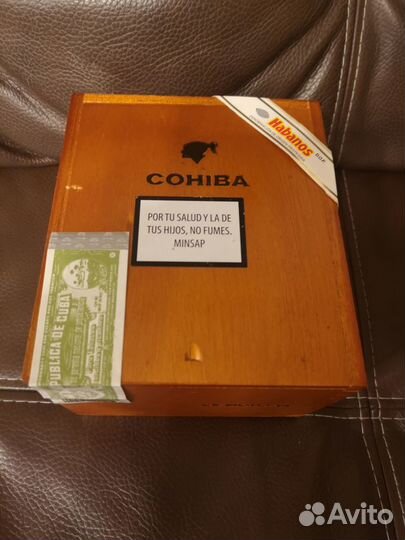 Habanos
D.O.P.
COHIBA
POR TU SALUD Y LA DE
TUS HIJOS, NO FUMES.
MINSAP
PUBLICA DE CUBA
Avito